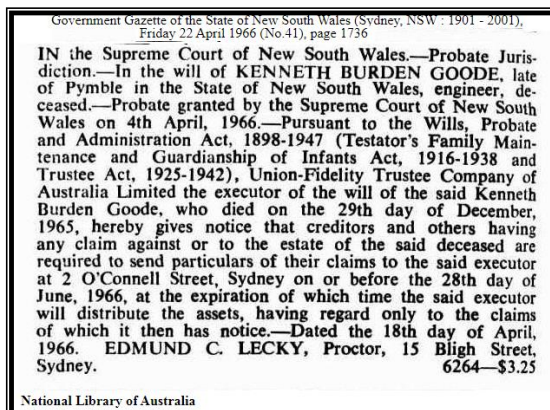 Government Gazette of the State of New South Wales (Sydney, NSW : 1901 - 2001),
Friday 22 April 1966 (No.41), page 1736
IN the Supreme Court of New South Wales.—Probate Juris-
diction.—In the will of KENNETH BURDEN GOODE, late
of Pymble in the State of New South Wales, engineer, de-
ceased.—Probate granted by the Supreme Court of New South
Wales on 4th April, 1966.—Pursuant to the Wills, Probate
and Administration Act, 1898-1947 (Testator's Family Main-
tenance and Guardianship of Infants Act, 1916-1938 and
Trustee Act, 1925-1942), Union-Fidelity Trustee Company of
Australia Limited the executor of the will of the said Kenneth
Burden Goode, who died on the 29th day of December,
1965, hereby gives notice that creditors and others having
any claim against or to the estate of the said deceased are
required to send particulars of their claims to the said executor
at 2 O'Connell Street, Sydney on or before the 28th day of
June, 1966, at the expiration of which time the said executor
will distribute the assets, having regard only to the claims
of which it then has notice.—Dated the 18th day of April,
1966. EDMUND C. LECKY, Proctor, 15 Bligh Street,
Sydney. 6264—$3.25
National Library of Australia